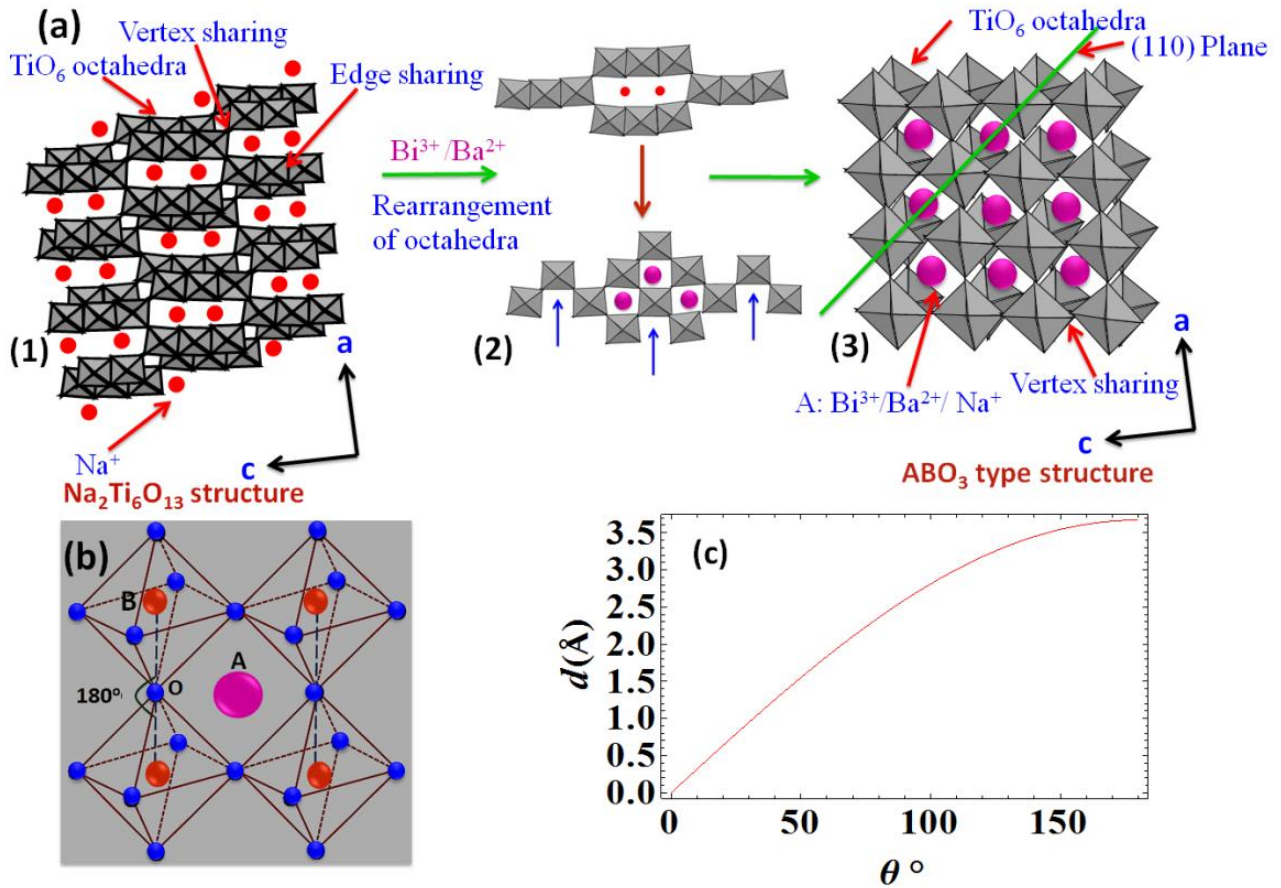 (a)
Vertex sharing
TiO₆ octahedra
Edge sharing
(1)
Na⁺
a
c
Na₂Ti₆O₁₃ structure
Bi³⁺/Ba²⁺
Rearrangement
of octahedra
(2)
TiO₆ octahedra
(110) Plane
(3)
a
Vertex sharing
A: Bi³⁺/Ba²⁺/ Na⁺
c
ABO₃ type structure
(b)
B
A
O
180°
(c)
d(Å)
3.5
3.0
2.5
2.0
1.5
1.0
0.5
0.0
0 50 100 150
θ °